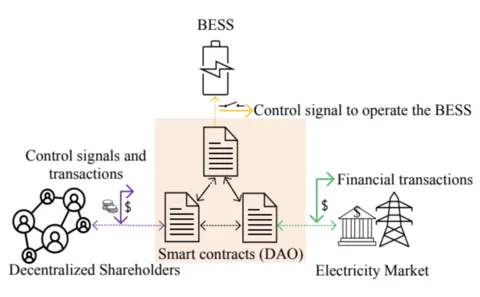 BESS
Control signal to operate the BESS
Control signals and
transactions
$
Financial transactions
$
$
Smart contracts (DAO)
Decentralized Shareholders
Electricity Market